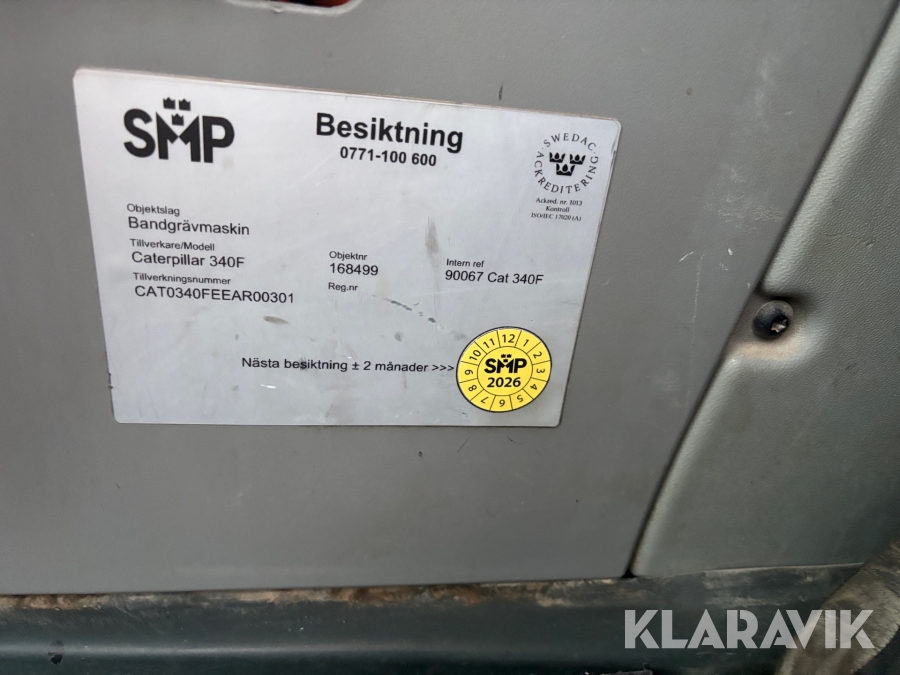 SMP
Besiktning
0771-100 600
SWEDAC
ACKREDITERING
Ackred. nr. 1013
Kontroll
ISO/IEC 17020 (A)
Objektslag
Bandgrävmaskin
Tillverkare/Modell
Caterpillar 340F
Objektnr
168499
Intern ref
90067 Cat 340F
Tillverkningsnummer
CAT0340FEEAR00301
Reg.nr
Nästa besiktning ± 2 månader >>>
12 1 2 3 4 5 6 7 8 9 10 11
SMP
2026
KLARAVIK